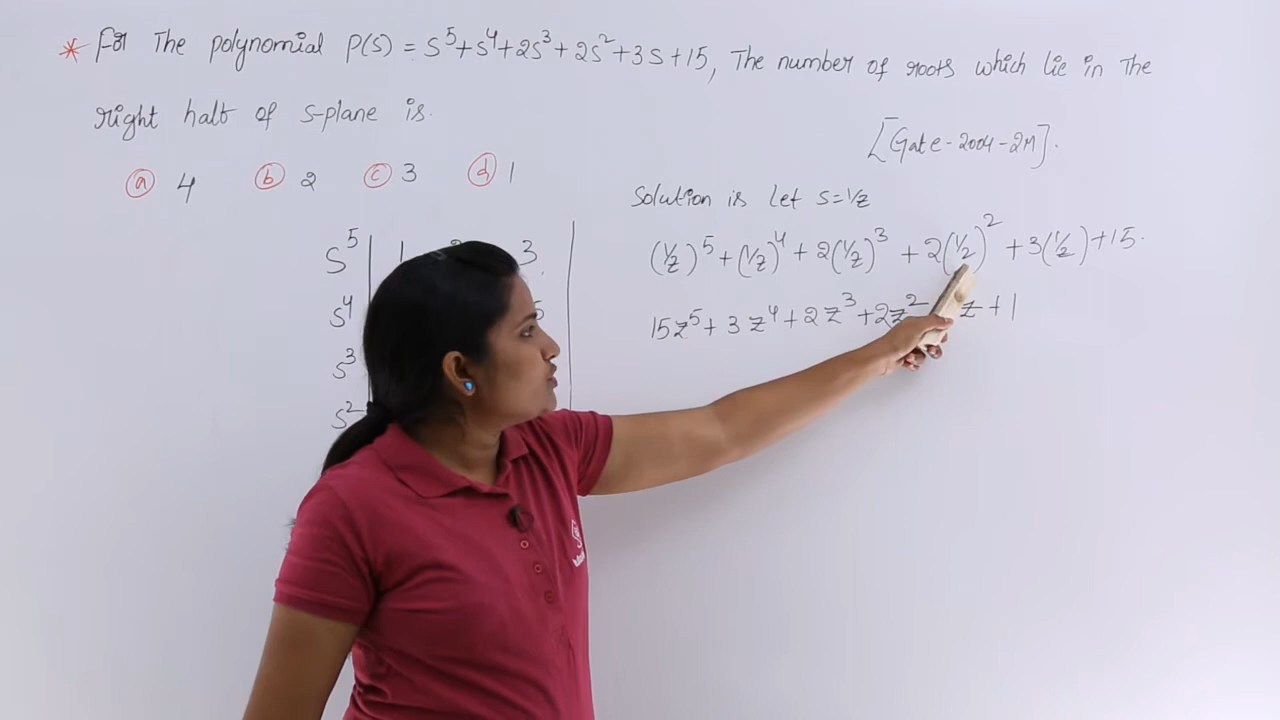 * For The polynomial P(s) = s⁵+s⁴+2s³+2s²+3s+15, The number of roots which lie in The
right half of s-plane is.
[Gate-2004-2M].
ⓐ 4 ⓑ 2 ⓒ 3 ⓓ 1
Solution is Let s=1/z
(1/z)⁵+(1/z)⁴+2(1/z)³+2(1/z)²+3(1/z)+15.
15z⁵+3z⁴+2z³+2z² z+1
s⁵ 3
s⁴
s³
s²